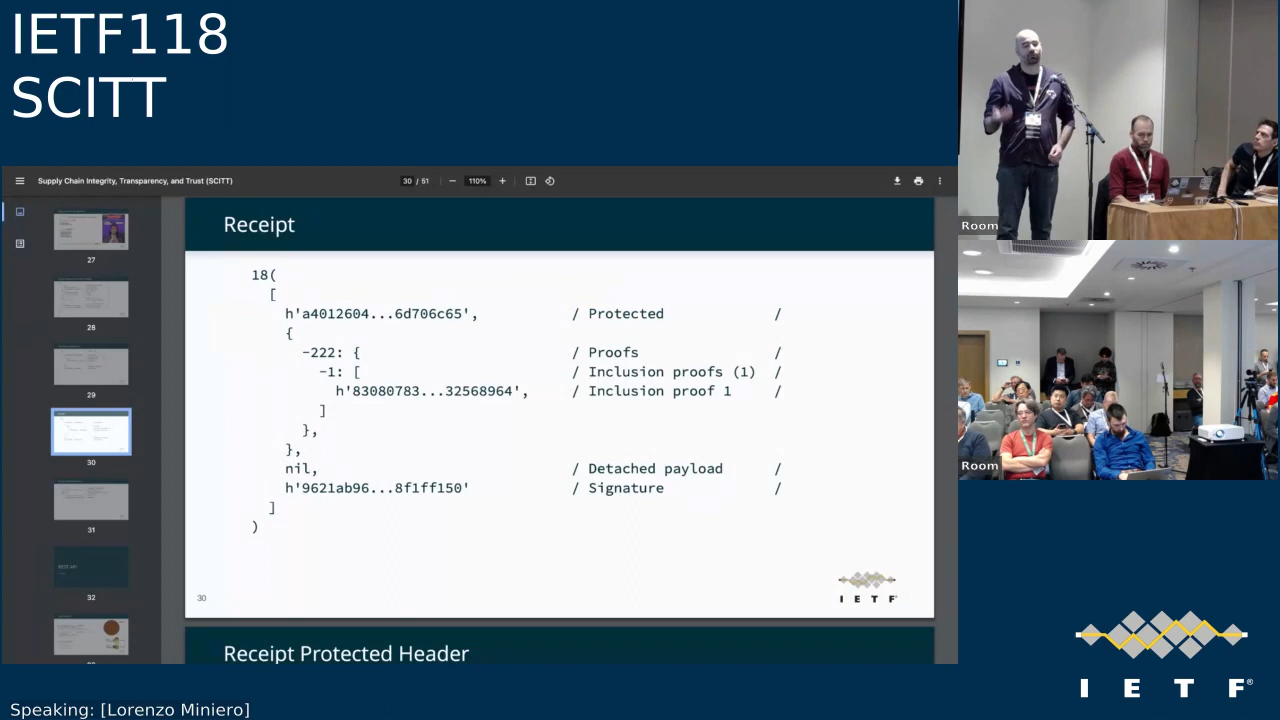 IETF118
SCITT
Supply Chain Integrity, Transparency, and Trust (SCITT)
30 / 51
110%
27
28
29
30
31
32
Receipt
18(
[
h'a4012604...6d706c65', / Protected /
{
-222: { / Proofs /
-1: [ / Inclusion proofs (1) /
h'83080783...32568964', / Inclusion proof 1 /
]
},
},
nil, / Detached payload /
h'9621ab96...8f1ff150' / Signature /
]
)
30
I E T F
Receipt Protected Header
Room
Room
I E T F®
Speaking: [Lorenzo Miniero]